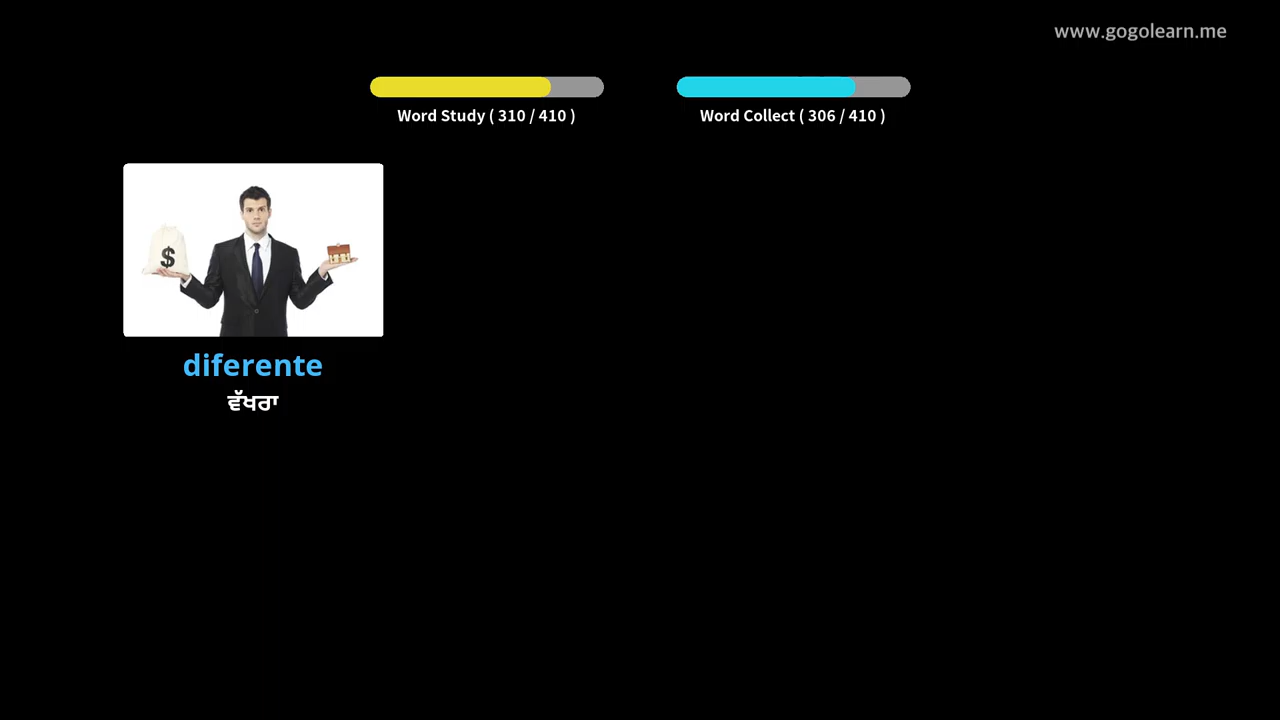 www.gogolearn.me
Word Study ( 310 / 410 )
Word Collect ( 306 / 410 )
$
diferente
ਵੱਖਰਾ